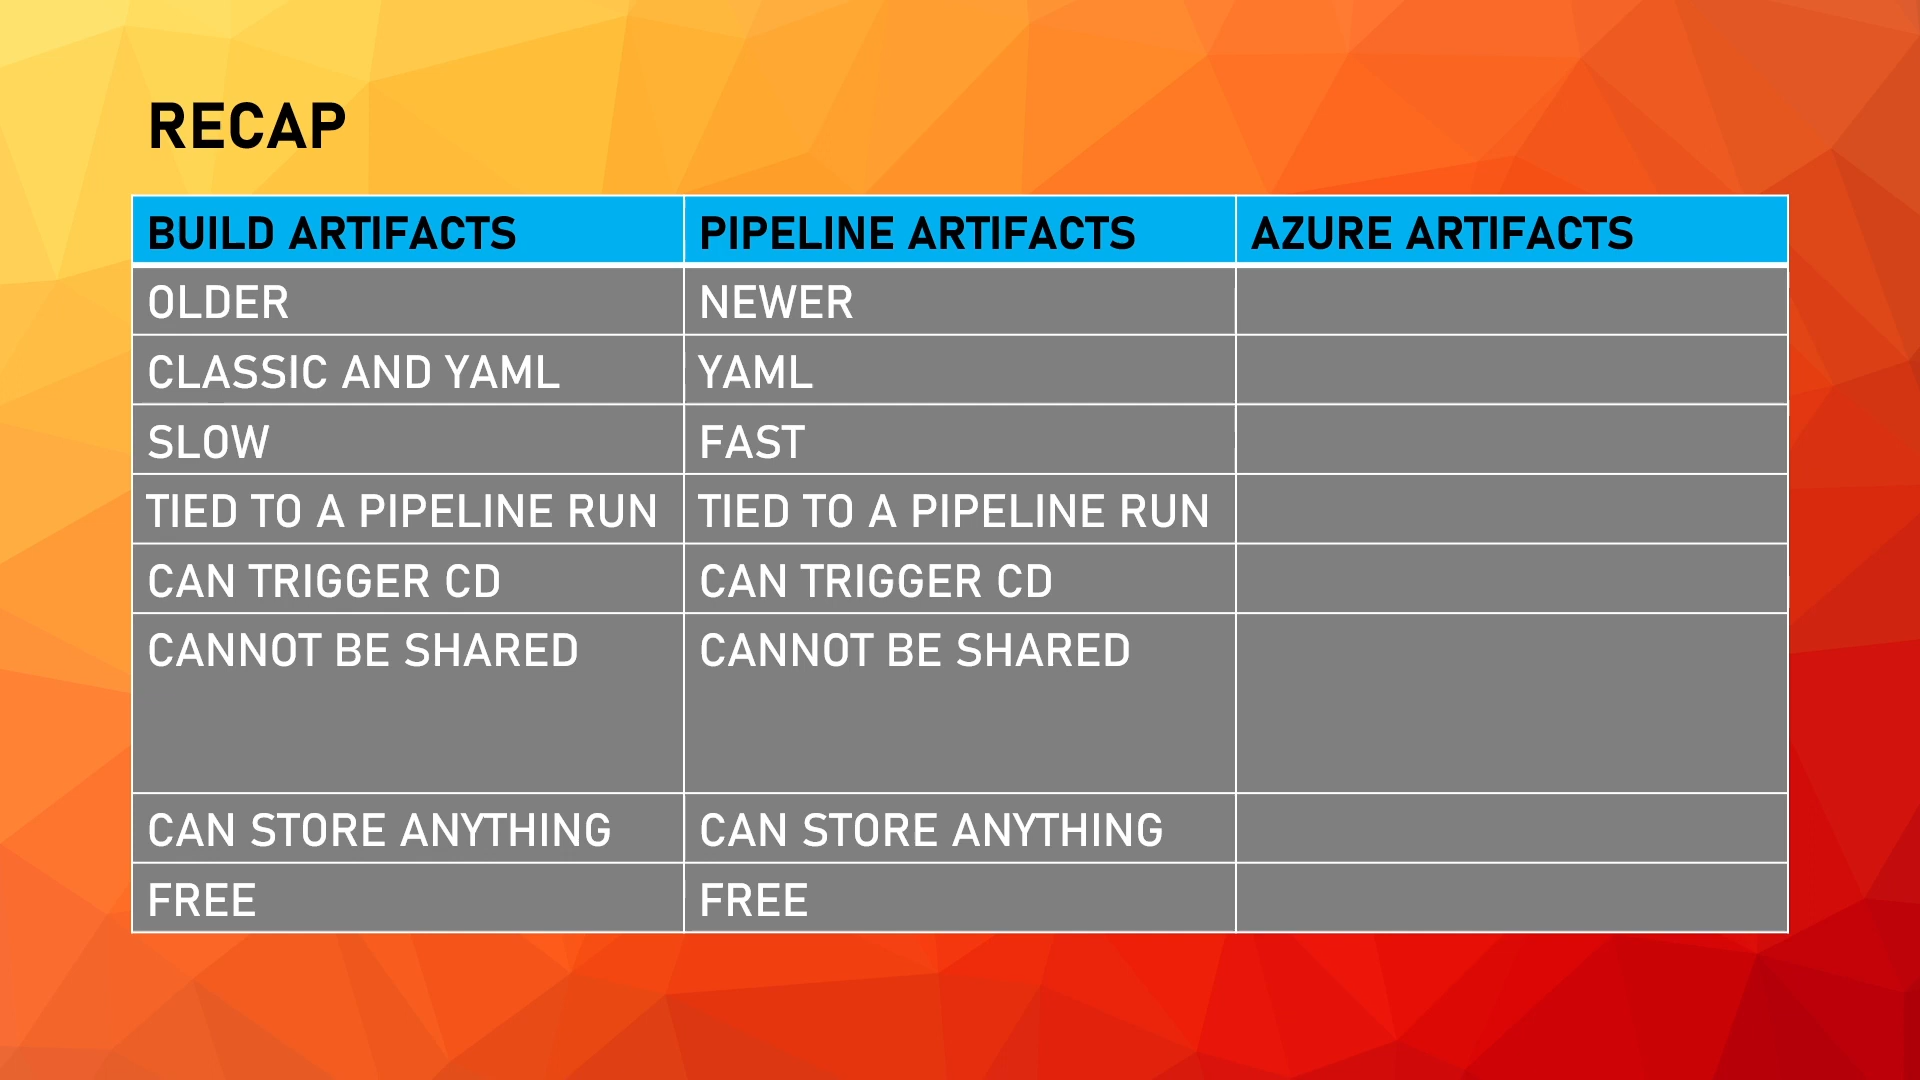 RECAP
BUILD ARTIFACTS PIPELINE ARTIFACTS AZURE ARTIFACTS
OLDER NEWER
CLASSIC AND YAML YAML
SLOW FAST
TIED TO A PIPELINE RUN TIED TO A PIPELINE RUN
CAN TRIGGER CD CAN TRIGGER CD
CANNOT BE SHARED CANNOT BE SHARED
CAN STORE ANYTHING CAN STORE ANYTHING
FREE FREE